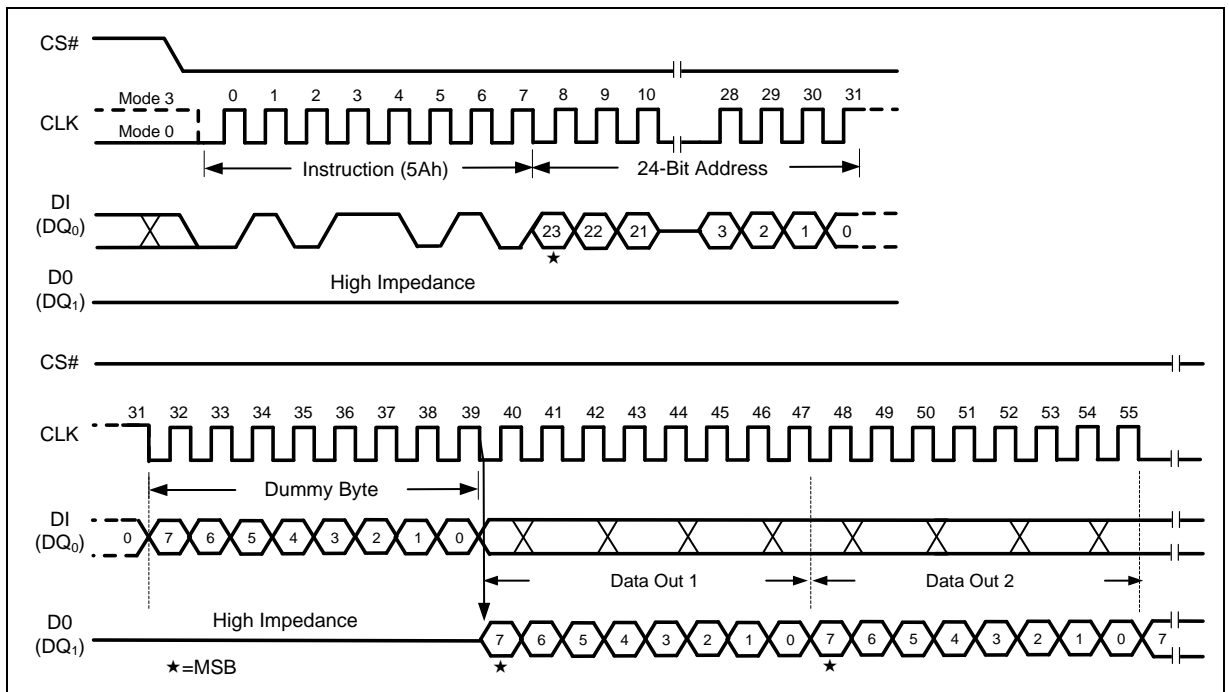 CS#
Mode 3
0 1 2 3 4 5 6 7 8 9 10 28 29 30 31
CLK
Mode 0
Instruction (5Ah) 24-Bit Address
DI
(DQ₀)
23 22 21 3 2 1 0
★
D0
(DQ₁)
High Impedance
CS#
31 32 33 34 35 36 37 38 39 40 41 42 43 44 45 46 47 48 49 50 51 52 53 54 55
CLK
Dummy Byte
DI
(DQ₀)
0 7 6 5 4 3 2 1 0
Data Out 1 Data Out 2
D0
(DQ₁)
High Impedance
7 6 5 4 3 2 1 0 7 6 5 4 3 2 1 0 7
★=MSB ★ ★